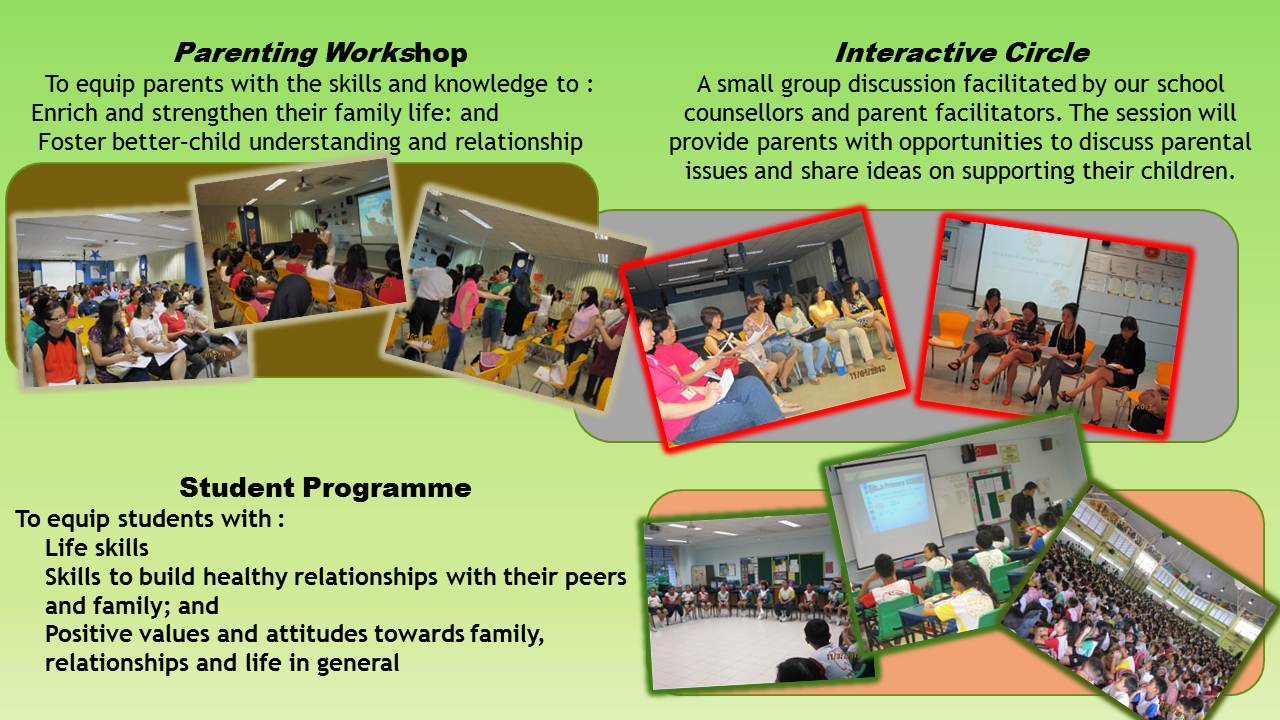 Parenting Workshop
To equip parents with the skills and knowledge to :
Enrich and strengthen their family life: and
Foster better-child understanding and relationship
Interactive Circle
A small group discussion facilitated by our school
counsellors and parent facilitators. The session will
provide parents with opportunities to discuss parental
issues and share ideas on supporting their children.
11/01/2013
Student Programme
To equip students with :
Life skills
Skills to build healthy relationships with their peers
and family; and
Positive values and attitudes towards family,
relationships and life in general